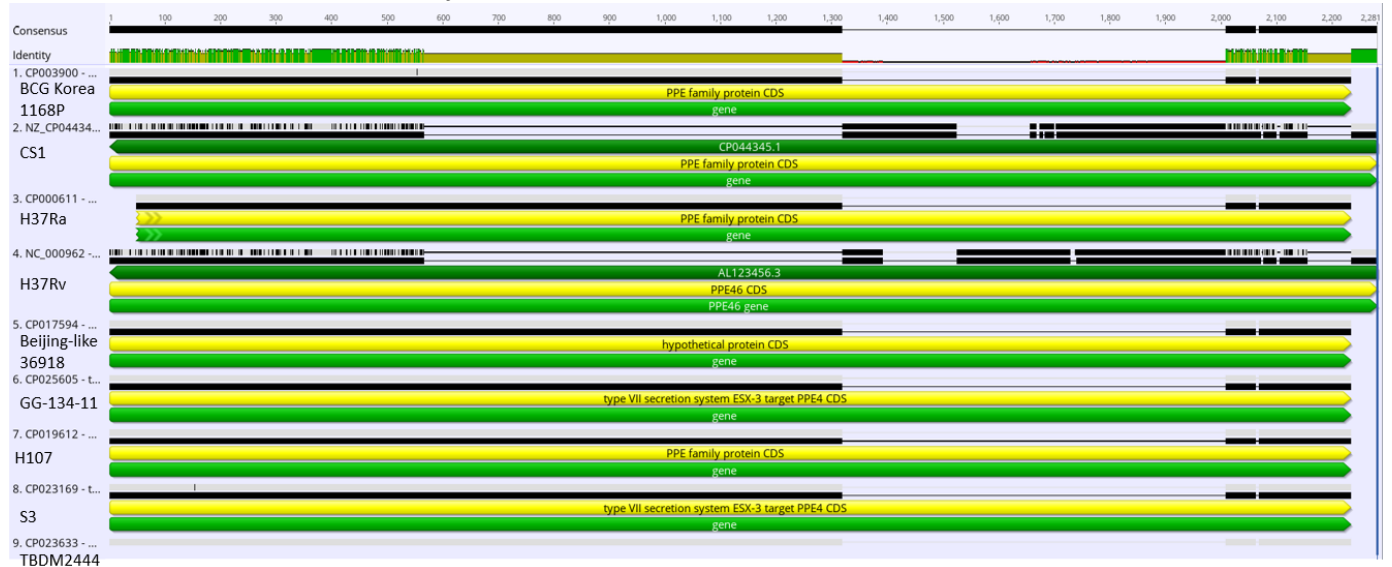 1 100 200 300 400 500 600 700 800 900 1,000 1,100 1,200 1,300 1,400 1,500 1,600 1,700 1,800 1,900 2,000 2,100 2,200 2,281
Consensus
Identity
1. CP003900 - ...
BCG Korea
PPE family protein CDS
1168P
gene
2. NZ_CP04434...
CS1
CP044345.1
PPE family protein CDS
gene
3. CP000611 - ...
H37Ra
PPE family protein CDS
gene
4. NC_000962 -...
H37Rv
AL123456.3
PPE46 CDS
PPE46 gene
5. CP017594 - ...
Beijing-like
hypothetical protein CDS
36918
gene
6. CP025605 - t...
GG-134-11
type VII secretion system ESX-3 target PPE4 CDS
gene
7. CP019612 - ...
H107
PPE family protein CDS
gene
8. CP023169 - t...
S3
type VII secretion system ESX-3 target PPE4 CDS
gene
9. CP023633 - ...
TBDM2444